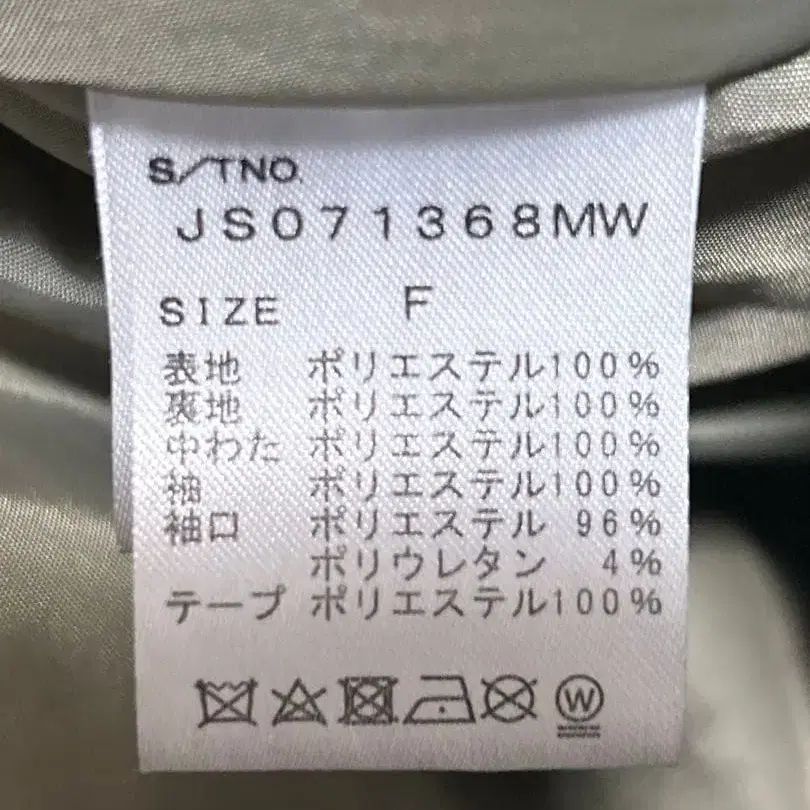 S/TNO.
JS071368MW
SIZE F
表地 ポリエステル100%
裏地 ポリエステル100%
中わた ポリエステル100%
袖 ポリエステル100%
袖口 ポリエステル 96%
ポリウレタン 4%
テープ ポリエステル100%
W